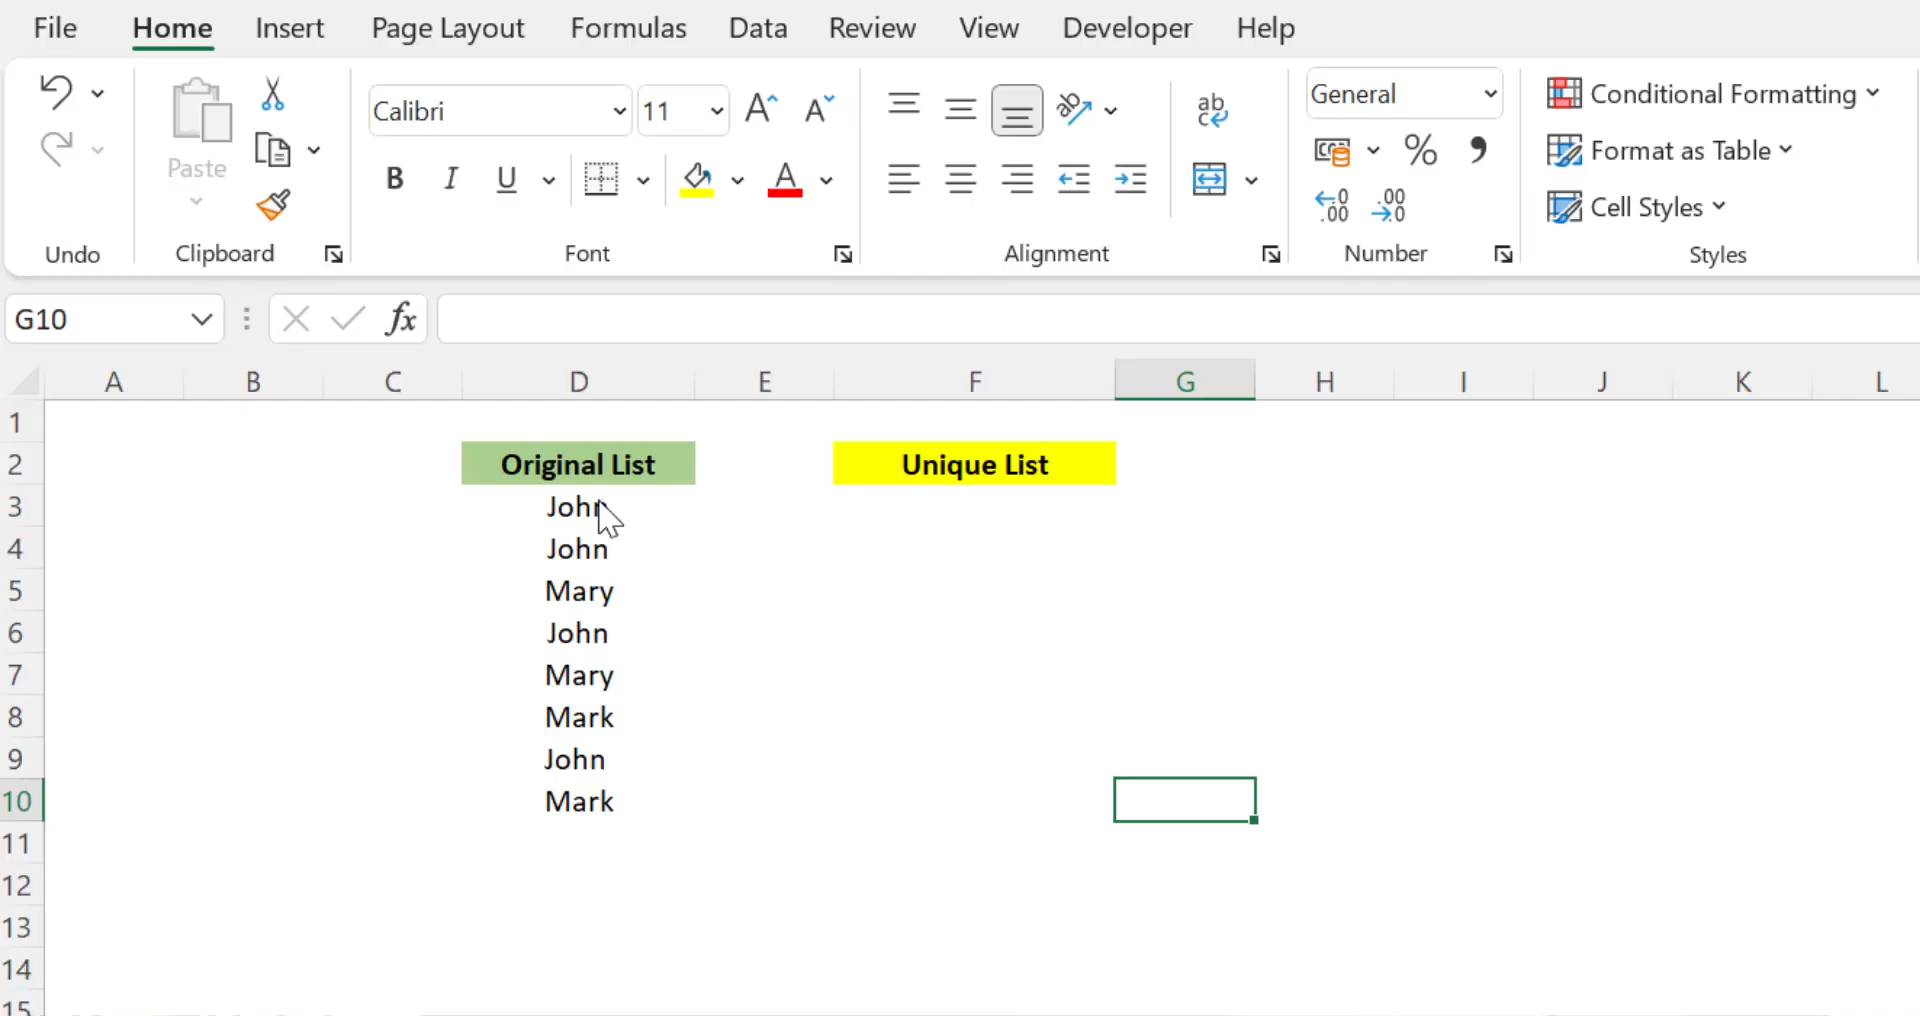 File Home Insert Page Layout Formulas Data Review View Developer Help
Calibri 11 General Conditional Formatting
Paste Format as Table
B I U A % Cell Styles
Undo Clipboard Font Alignment Number Styles
G10 fx
A B C D E F G H I J K L
1
2 Original List Unique List
3 John
4 John
5 Mary
6 John
7 Mary
8 Mark
9 John
10 Mark
11
12
13
14
15